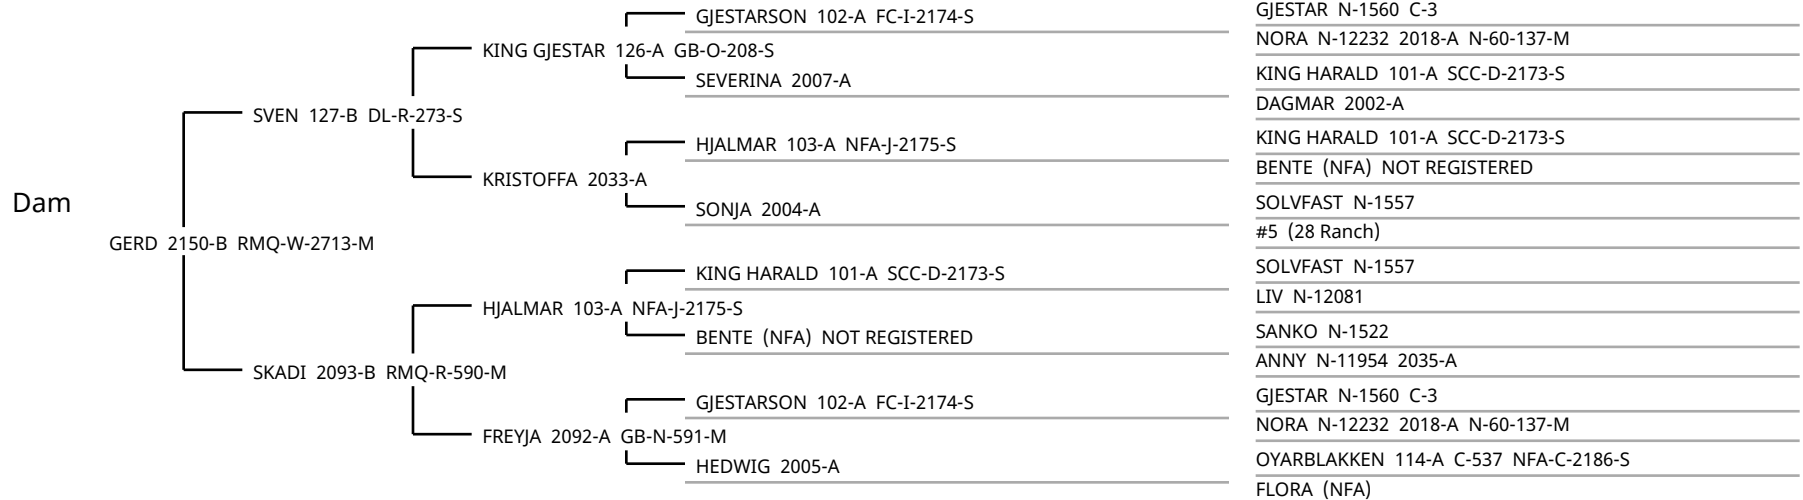 GJESTARSON 102-A FC-I-2174-S
GJESTAR N-1560 C-3
NORA N-12232 2018-A N-60-137-M
KING GJESTAR 126-A GB-O-208-S
SEVERINA 2007-A
KING HARALD 101-A SCC-D-2173-S
DAGMAR 2002-A
SVEN 127-B DL-R-273-S
HJALMAR 103-A NFA-J-2175-S
KING HARALD 101-A SCC-D-2173-S
BENTE (NFA) NOT REGISTERED
KRISTOFFA 2033-A
SONJA 2004-A
SOLVFAST N-1557
#5 (28 Ranch)
Dam
GERD 2150-B RMQ-W-2713-M
KING HARALD 101-A SCC-D-2173-S
SOLVFAST N-1557
LIV N-12081
HJALMAR 103-A NFA-J-2175-S
BENTE (NFA) NOT REGISTERED
SANKO N-1522
ANNY N-11954 2035-A
SKADI 2093-B RMQ-R-590-M
GJESTARSON 102-A FC-I-2174-S
GJESTAR N-1560 C-3
NORA N-12232 2018-A N-60-137-M
FREYJA 2092-A GB-N-591-M
HEDWIG 2005-A
OYARBLAKKEN 114-A C-537 NFA-C-2186-S
FLORA (NFA)